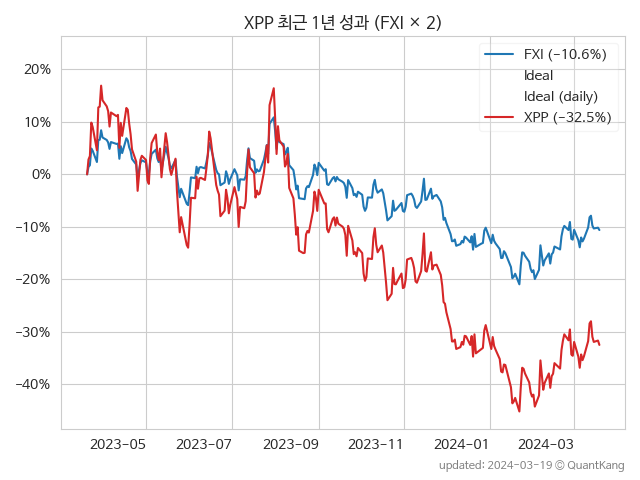 XPP 최근 1년 성과 (FXI × 2)
FXI (−10.6%)
Ideal
Ideal (daily)
XPP (−32.5%)
20%
10%
0%
−10%
−20%
−30%
−40%
2023-05 2023-07 2023-09 2023-11 2024-01 2024-03
updated: 2024-03-19 © QuantKang